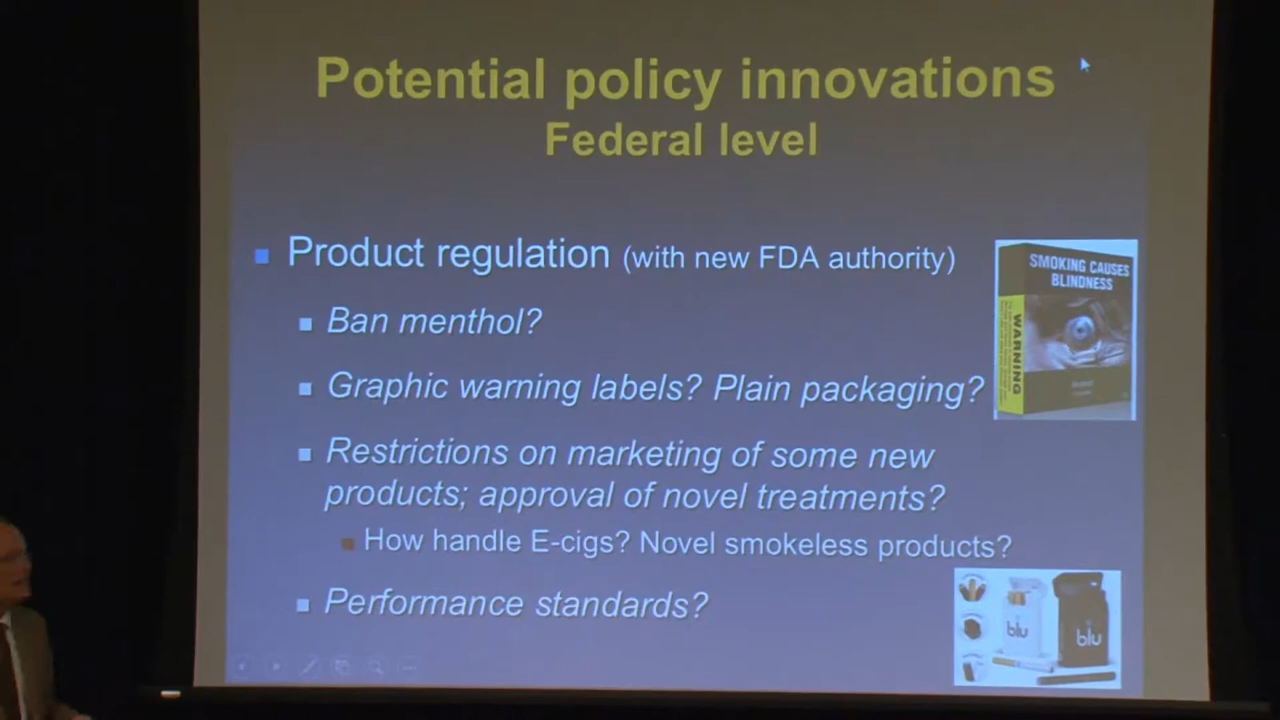 Potential policy innovations
Federal level
Product regulation (with new FDA authority)
Ban menthol?
Graphic warning labels? Plain packaging?
Restrictions on marketing of some new
products; approval of novel treatments?
How handle E-cigs? Novel smokeless products?
Performance standards?
SMOKING CAUSES
BLINDNESS
WARNING
blu
blu